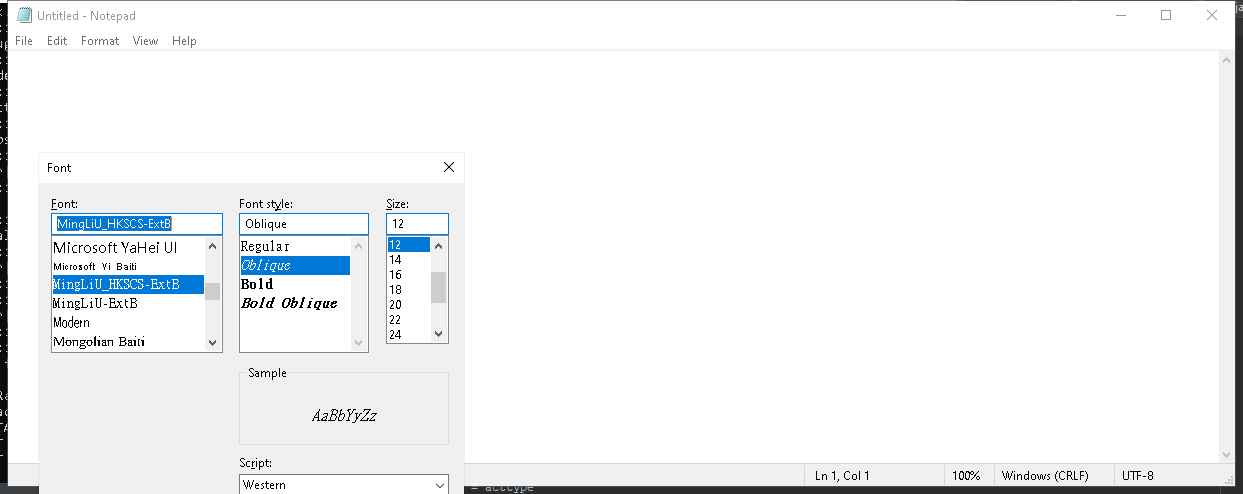 Untitled - Notepad
File Edit Format View Help
Font
Font: Font style: Size:
MingLiU_HKSCS-ExtB Oblique 12
Microsoft YaHei UI Regular 12
Microsoft Yi Baiti Oblique 14
MingLiU_HKSCS-ExtB Bold 16
MingLiU-ExtB Bold Oblique 18
Modern 20
Mongolian Baiti 22
24
Sample
AaBbYyZz
Script:
Western
Ln 1, Col 1 100% Windows (CRLF) UTF-8
= acctype